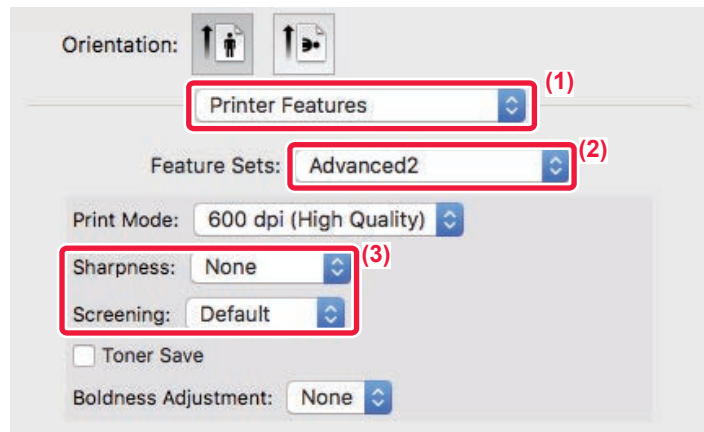 Orientation:
(1)
Printer Features
(2)
Feature Sets: Advanced2
Print Mode: 600 dpi (High Quality)
(3)
Sharpness: None
Screening: Default
Toner Save
Boldness Adjustment: None